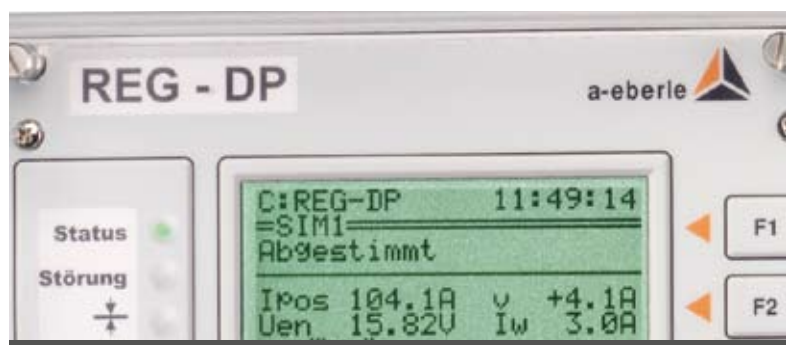 REG - DP
a-eberle
Status
Störung
C:REG-DP 11:49:14
=SIM1=
Abgestimmt
Ipos 104.1A v +4.1A
Uen 15.82V Iw 3.0A
F1
F2